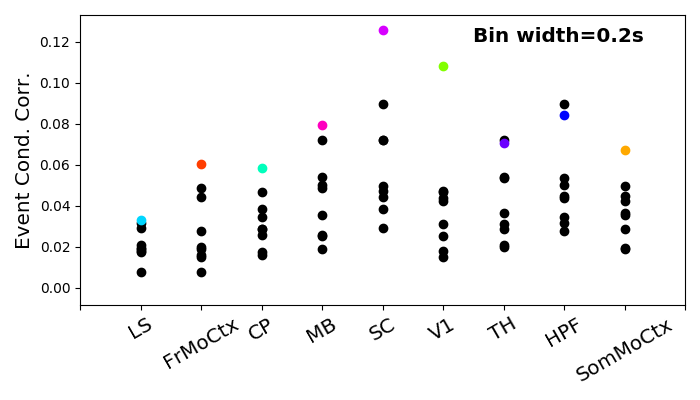 Bin width=0.2s
Event Cond. Corr.
0.12
0.10
0.08
0.06
0.04
0.02
0.00
LS
FrMoCtx
CP
MB
SC
V1
TH
HPF
SomMoCtx